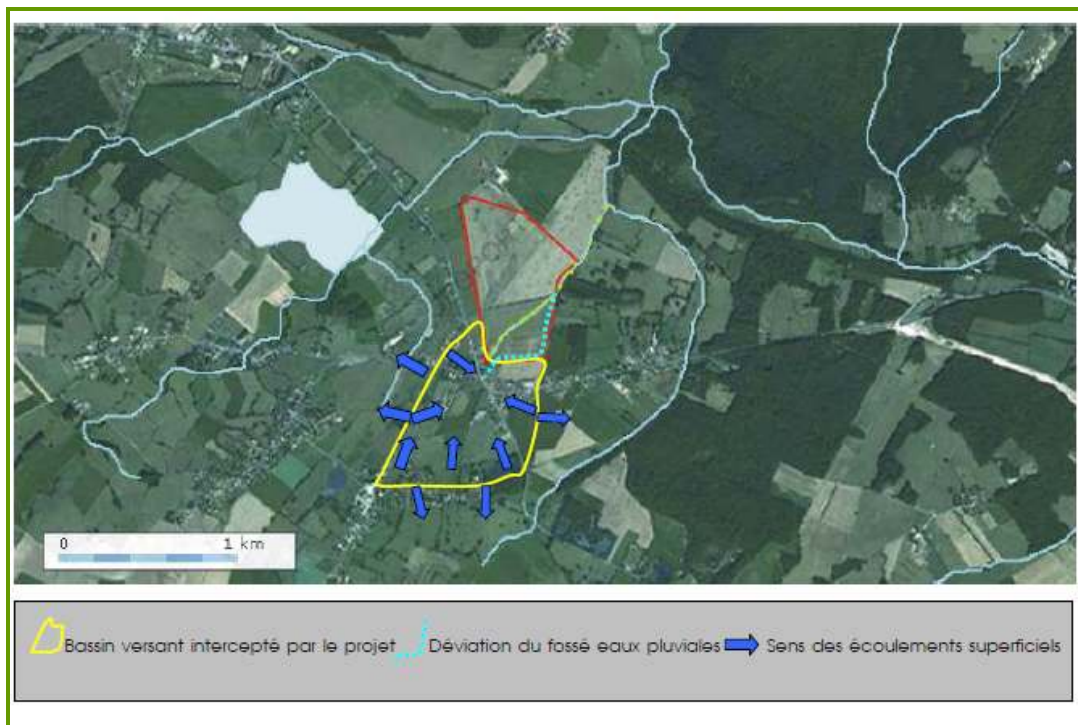 0 1 km
Bassin versant intercepté par le projet Déviation du fossé eaux pluviales Sens des écoulements superficiels